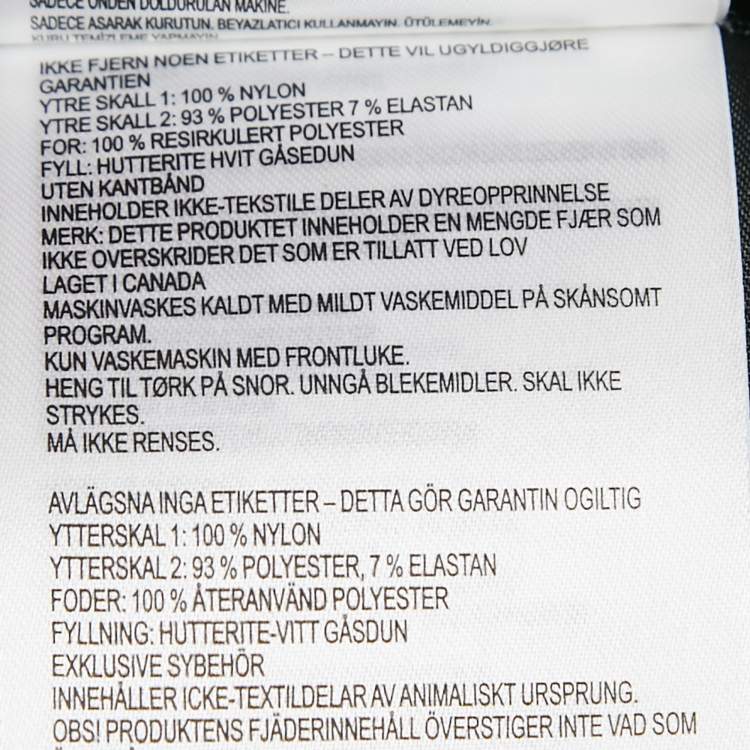 SADECE ÖNDEN DOLDURULAN MAKİNE.
SADECE ASARAK KURUTUN. BEYAZLATICI KULLANMAYIN. ÜTÜLEMEYİN.
KURU TEMİZLEME YAPMAYIN
IKKE FJERN NOEN ETIKETTER – DETTE VIL UGYLDIGGJØRE
GARANTIEN
YTRE SKALL 1: 100 % NYLON
YTRE SKALL 2: 93 % POLYESTER 7 % ELASTAN
FOR: 100 % RESIRKULERT POLYESTER
FYLL: HUTTERITE HVIT GÅSEDUN
UTEN KANTBÅND
INNEHOLDER IKKE-TEKSTILE DELER AV DYREOPPRINNELSE
MERK: DETTE PRODUKTET INNEHOLDER EN MENGDE FJÆR SOM
IKKE OVERSKRIDER DET SOM ER TILLATT VED LOV
LAGET I CANADA
MASKINVASKES KALDT MED MILDT VASKEMIDDEL PÅ SKÅNSOMT
PROGRAM.
KUN VASKEMASKIN MED FRONTLUKE.
HENG TIL TØRK PÅ SNOR. UNNGÅ BLEKEMIDLER. SKAL IKKE
STRYKES.
MÅ IKKE RENSES.
AVLÄGSNA INGA ETIKETTER – DETTA GÖR GARANTIN OGILTIG
YTTERSKAL 1: 100 % NYLON
YTTERSKAL 2: 93 % POLYESTER, 7 % ELASTAN
FODER: 100 % ÅTERANVÄND POLYESTER
FYLLNING: HUTTERITE-VITT GÅSDUN
EXKLUSIVE SYBEHÖR
INNEHÅLLER ICKE-TEXTILDELAR AV ANIMALISKT URSPRUNG.
OBS! PRODUKTENS FJÄDERINNEHÅLL ÖVERSTIGER INTE VAD SOM